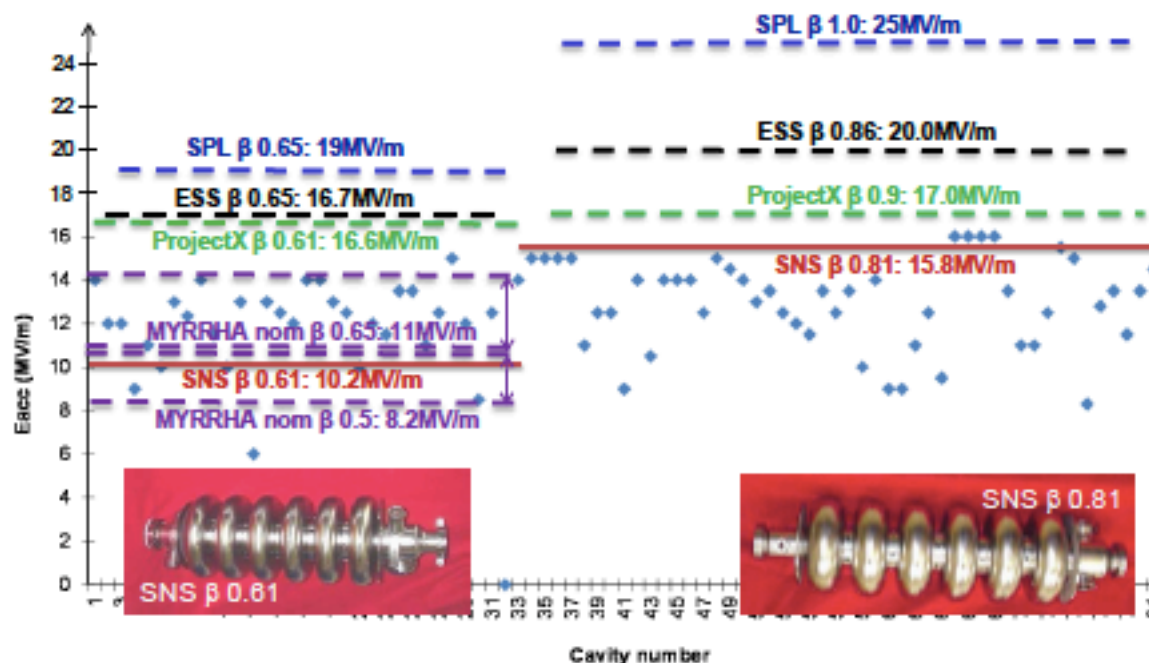 SPL β 1.0: 25MV/m
24
22
ESS β 0.86: 20.0MV/m
20
SPL β 0.65: 19MV/m
18
ESS β 0.65: 16.7MV/m
ProjectX β 0.9: 17.0MV/m
16
ProjectX β 0.61: 16.6MV/m
SNS β 0.81: 15.8MV/m
14
12
MYRRHA nom β 0.65: 11MV/m
10
SNS β 0.61: 10.2MV/m
8
MYRRHA nom β 0.5: 8.2MV/m
6
4
2
0
Eacc (MV/m)
SNS β 0.61
SNS β 0.81
1 3 31 33 35 37 39 41 43 45 47 49
Cavity number